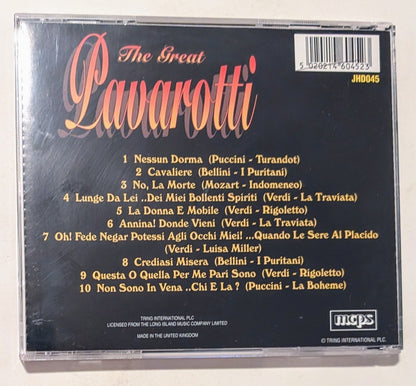 The Great
Pavarotti
5 020214 604523
JHD045
1 Nessun Dorma (Puccini - Turandot)
2 Cavaliere (Bellini - I Puritani)
3 No, La Morte (Mozart - Indomeneo)
4 Lunge Da Lei ..Dei Miei Bollenti Spiriti (Verdi - La Traviata)
5 La Donna E Mobile (Verdi - Rigoletto)
6 Annina! Donde Vieni (Verdi - La Traviata)
7 Oh! Fede Negar Potessi Agli Occhi Miei! ...Quando Le Sere Al Placido
(Verdi - Luisa Miller)
8 Crediasi Misera (Bellini - I Puritani)
9 Questa O Quella Per Me Pari Sono (Verdi - Rigoletto)
10 Non Sono In Vena ..Chi E La ? (Puccini - La Boheme)
TRING INTERNATIONAL PLC
LICENSED FROM THE LONG ISLAND MUSIC COMPANY LIMITED
MADE IN THE UNITED KINGDOM
mcps
© TRING INTERNATIONAL PLC.